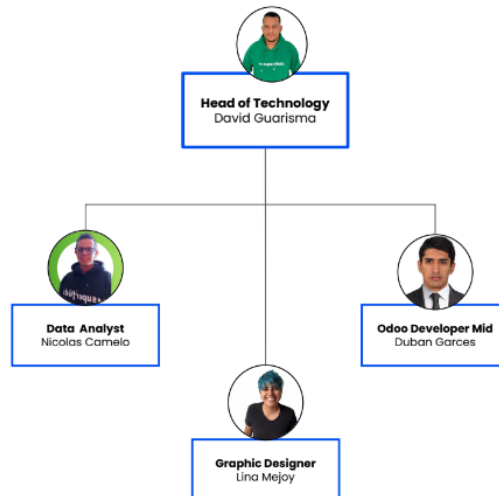 Head of Technology
David Guarisma
Data Analyst
Nicolas Camelo
Odoo Developer Mid
Duban Garces
Graphic Designer
Lina Mejoy